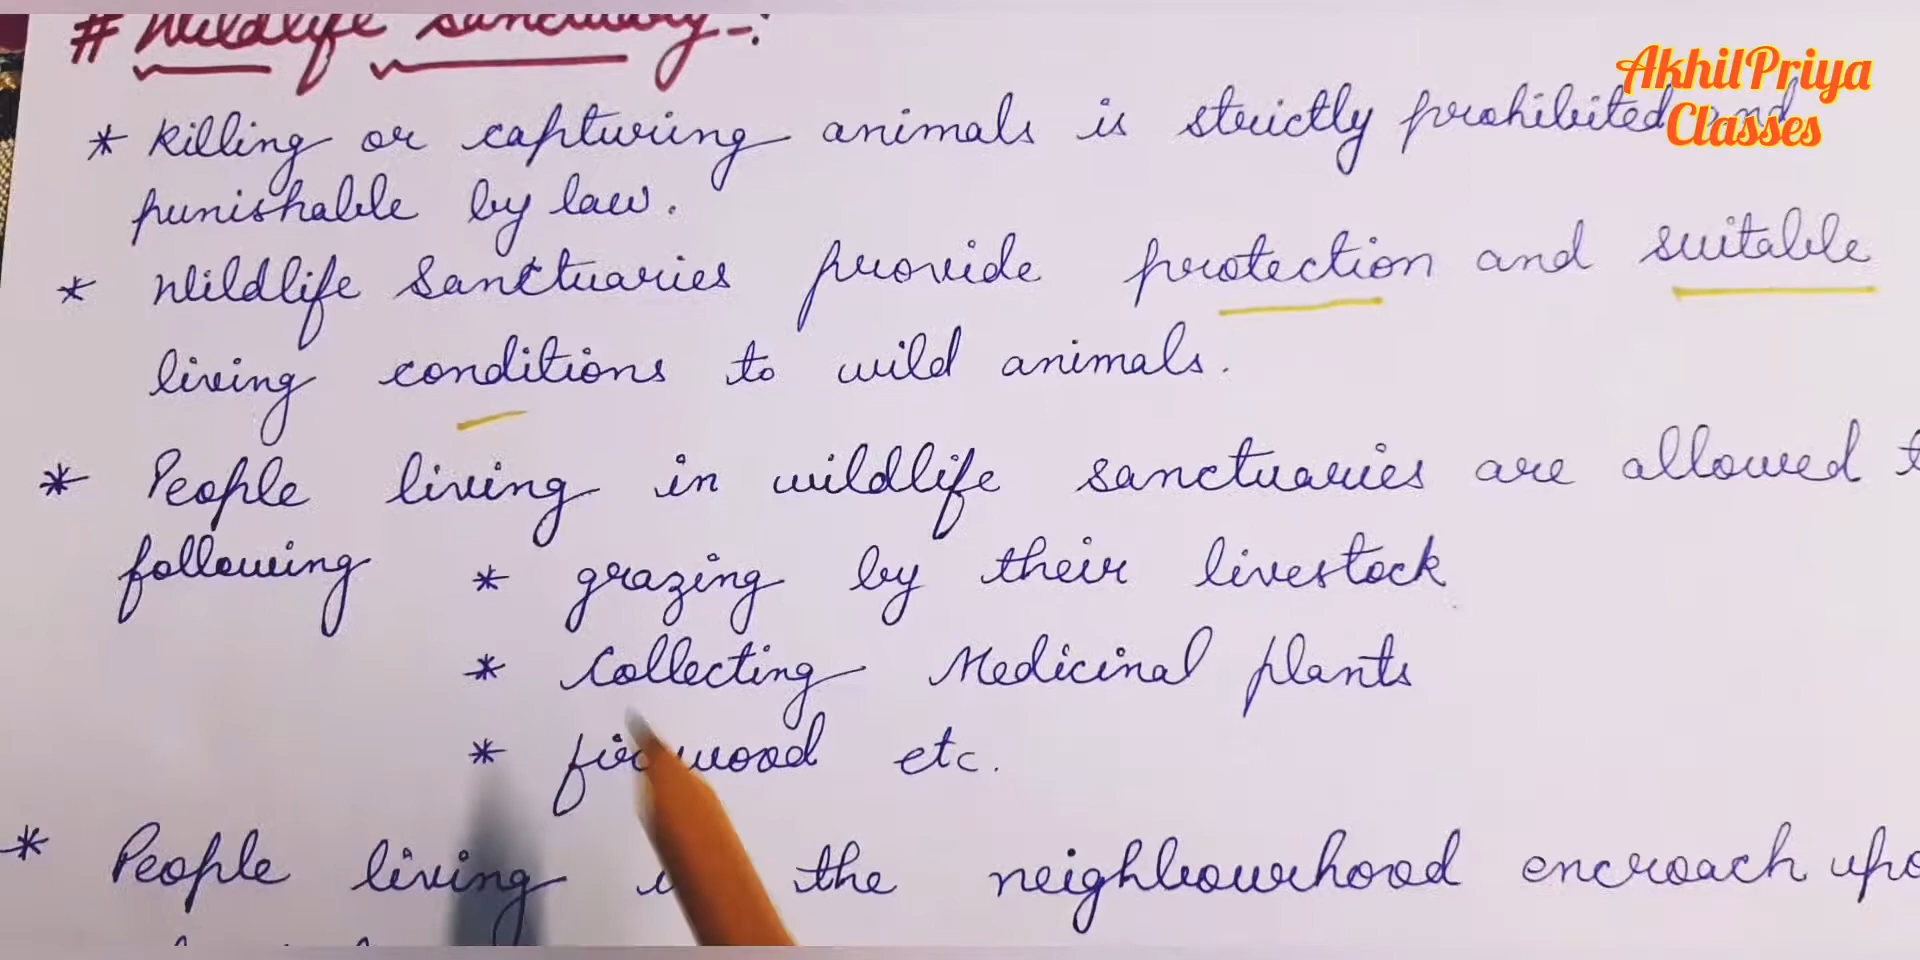 # Wildlife Sanctuary -:
AkhilPriya
Classes
* Killing or capturing animals is strictly prohibited and
punishable by law.
* Wildlife Sanctuaries provide protection and suitable
living conditions to wild animals.
* People living in wildlife sanctuaries are allowed
following * grazing by their livestock
* Collecting Medicinal plants
* firewood etc.
* People living in the neighbourhood encroach